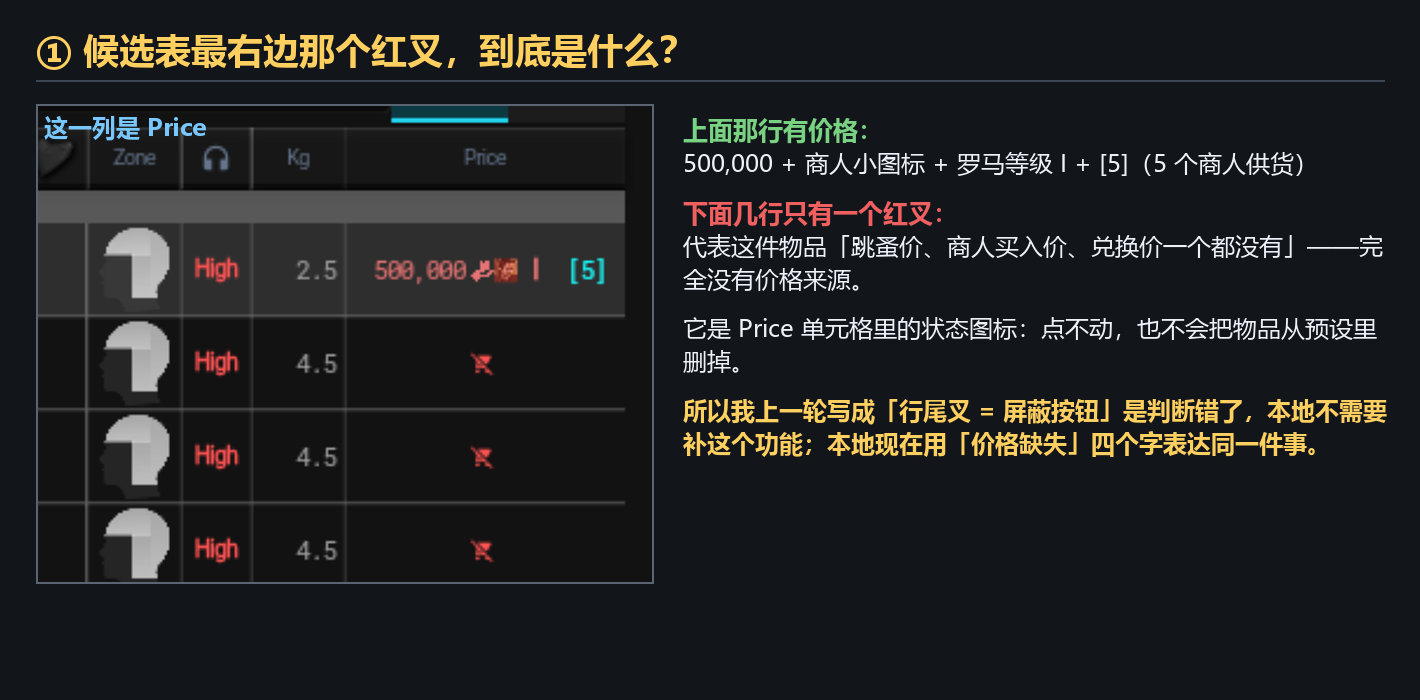 ① 候选表最右边那个红叉，到底是什么？
这一列是 Price
Zone Kg Price
High 2.5 500,000 I [5]
High 4.5
High 4.5
High 4.5
上面那行有价格：
500,000 + 商人小图标 + 罗马等级 I + [5]（5 个商人供货）
下面几行只有一个红叉：
代表这件物品「跳蚤价、商人买入价、兑换价一个都没有」——完
全没有价格来源。
它是 Price 单元格里的状态图标：点不动，也不会把物品从预设里
删掉。
所以我上一轮写成「行尾叉 = 屏蔽按钮」是判断错了，本地不需要
补这个功能；本地现在用「价格缺失」四个字表达同一件事。